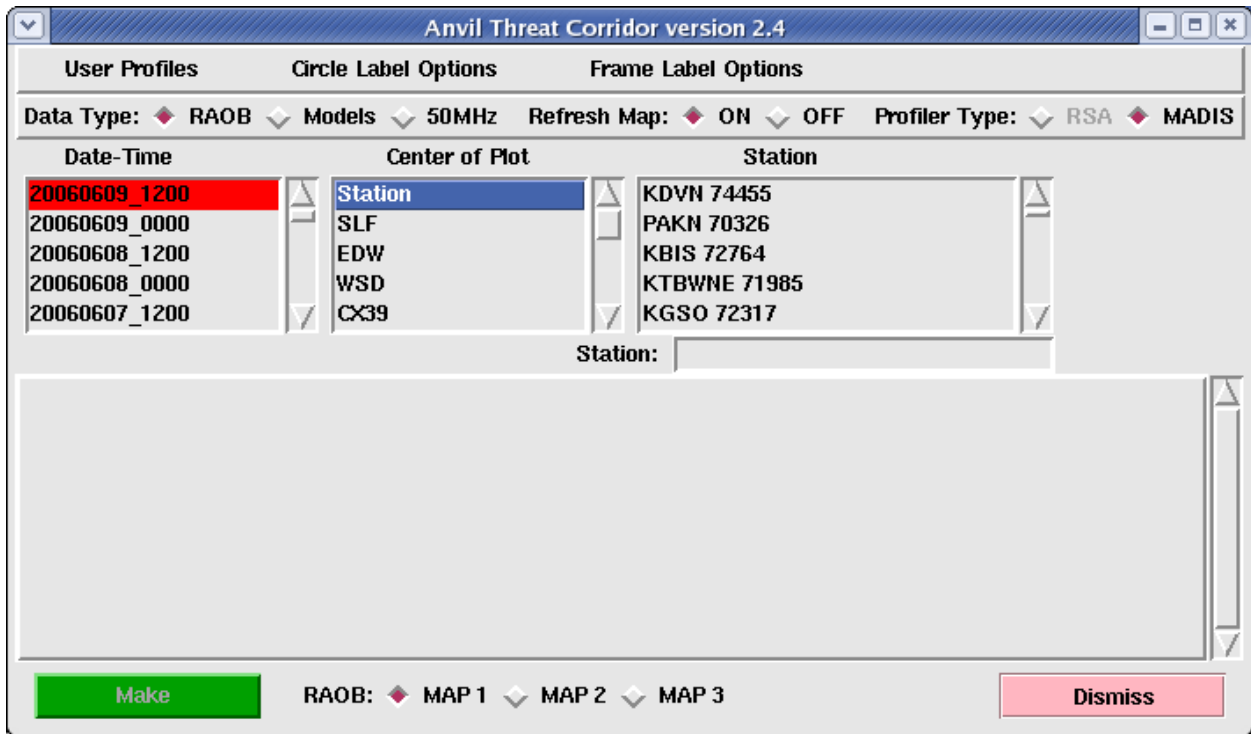 Anvil Threat Corridor version 2.4
User Profiles Circle Label Options Frame Label Options
Data Type: RAOB Models 50MHz Refresh Map: ON OFF Profiler Type: RSA MADIS
Date-Time Center of Plot Station
20060609_1200 Station KDVN 74455
20060609_0000 SLF PAKN 70326
20060608_1200 EDW KBIS 72764
20060608_0000 WSD KTBWNE 71985
20060607_1200 CX39 KGSO 72317
Station:
Make RAOB: MAP 1 MAP 2 MAP 3 Dismiss